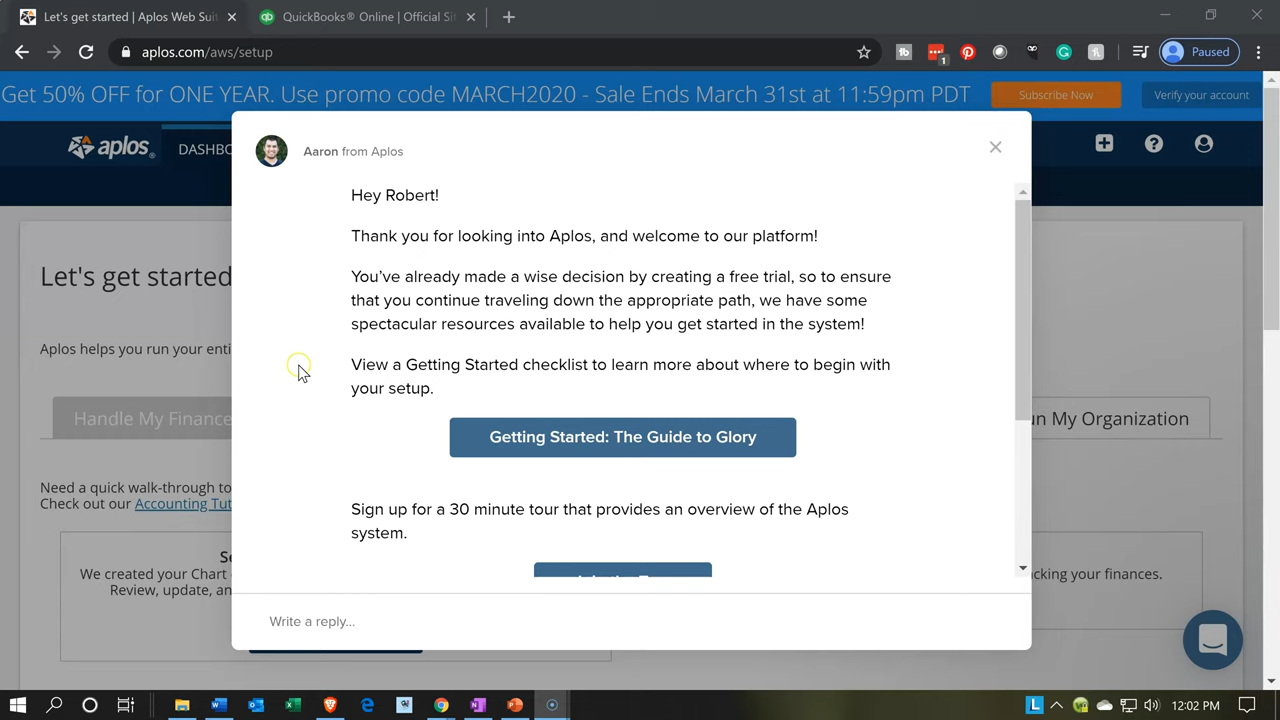 Let's get started | Aplos Web Sui
QuickBooks® Online | Official Si
aplos.com/aws/setup
1
Paused
Get 50% OFF for ONE YEAR. Use promo code MARCH2020 - Sale Ends March 31st at 11:59pm PDT
Subscribe Now
Verify your account
aplos
DASHBO
Aaron from Aplos
Hey Robert!
Thank you for looking into Aplos, and welcome to our platform!
Let's get started
You've already made a wise decision by creating a free trial, so to ensure
that you continue traveling down the appropriate path, we have some
spectacular resources available to help you get started in the system!
Aplos helps you run your enti
View a Getting Started checklist to learn more about where to begin with
your setup.
Handle My Finance
un My Organization
Getting Started: The Guide to Glory
Need a quick walk-through to
Check out our Accounting Tut
Sign up for a 30 minute tour that provides an overview of the Aplos
system.
We created your Chart
Review, update, an
cking your finances.
Write a reply...
12:02 PM